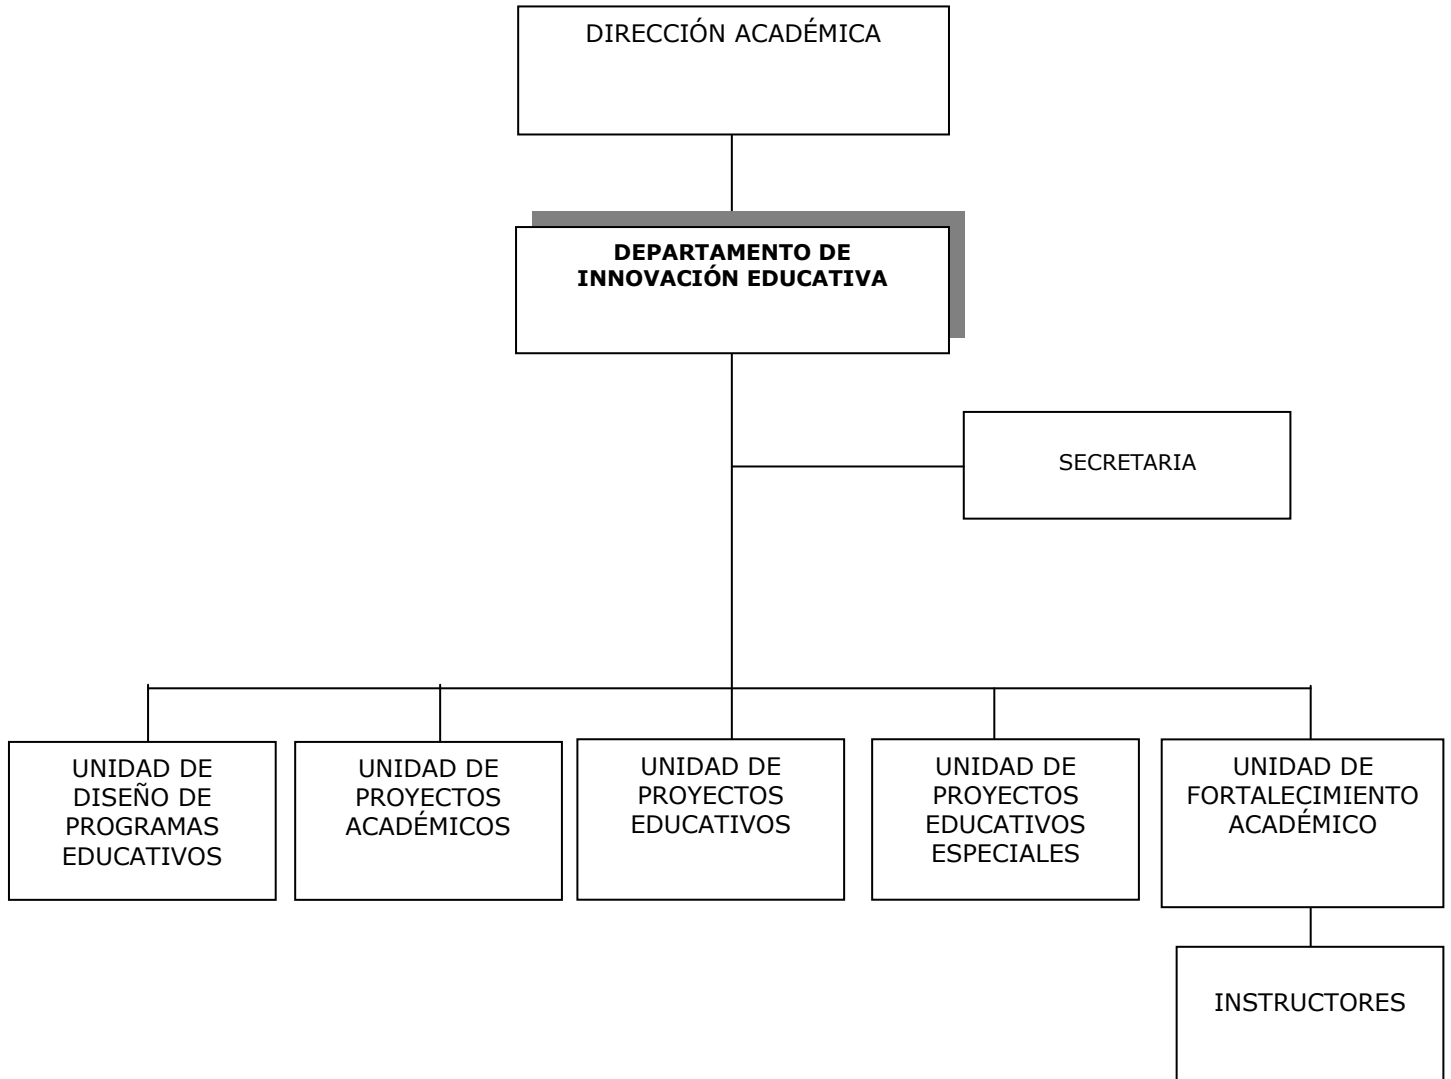 DIRECCIÓN ACADÉMICA
DEPARTAMENTO DE
INNOVACIÓN EDUCATIVA
SECRETARIA
UNIDAD DE
DISEÑO DE
PROGRAMAS
EDUCATIVOS
UNIDAD DE
PROYECTOS
ACADÉMICOS
UNIDAD DE
PROYECTOS
EDUCATIVOS
UNIDAD DE
PROYECTOS
EDUCATIVOS
ESPECIALES
UNIDAD DE
FORTALECIMIENTO
ACADÉMICO
INSTRUCTORES